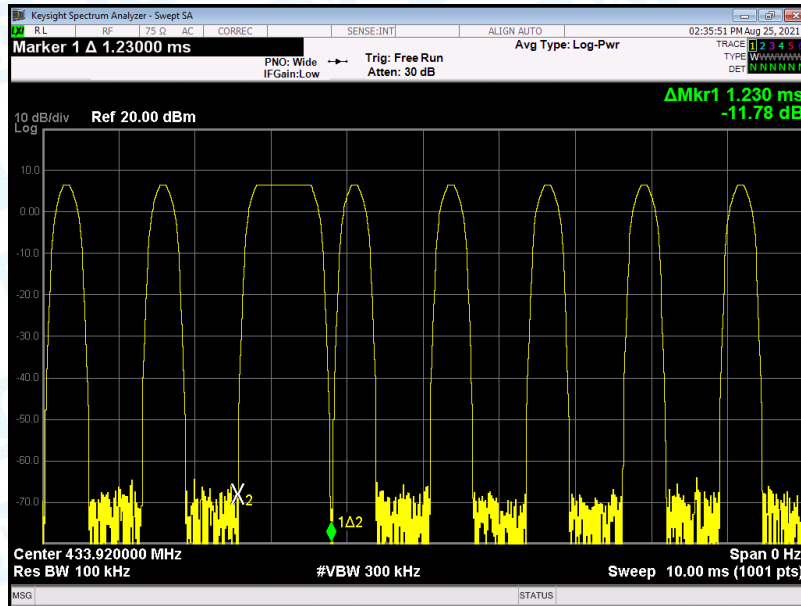 Keysight Spectrum Analyzer - Swept SA
RL RF 75 Ω AC CORREC SENSE:INT ALIGN AUTO 02:35:51 PM Aug 25, 2021
Marker 1 Δ 1.23000 ms
PNO: Wide
IFGain:Low
Trig: Free Run
Atten: 30 dB
Avg Type: Log-Pwr
TRACE 1 2 3 4 5
TYPE W
DET N N N N N
ΔMkr1 1.230 ms
-11.78 dB
10 dB/div Ref 20.00 dBm
Log
10.0
0.00
-10.0
-20.0
-30.0
-40.0
-50.0
-60.0
-70.0
X2
1Δ2
Center 433.920000 MHz Span 0 Hz
Res BW 100 kHz #VBW 300 kHz Sweep 10.00 ms (1001 pts)
MSG STATUS